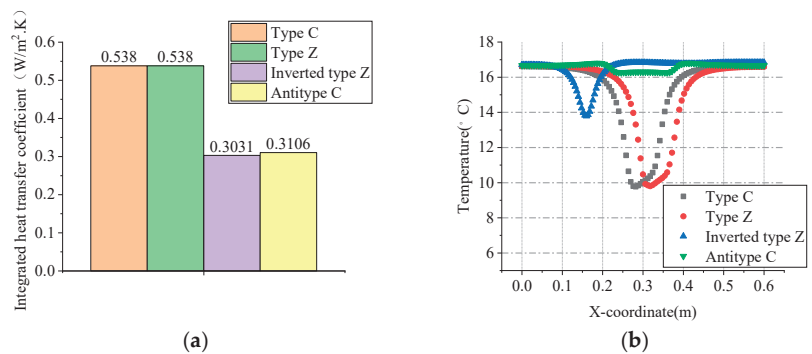 Integrated heat transfer coefficient（W/m².K）
0.6
0.5
0.4
0.3
0.2
0.1
0.0
0.538
0.538
0.3031
0.3106
Type C
Type Z
Inverted type Z
Antitype C
(a)
Temperature(° C)
18
16
14
12
10
8
6
Type C
Type Z
Inverted type Z
Antitype C
0.0 0.1 0.2 0.3 0.4 0.5 0.6
X-coordinate(m)
(b)